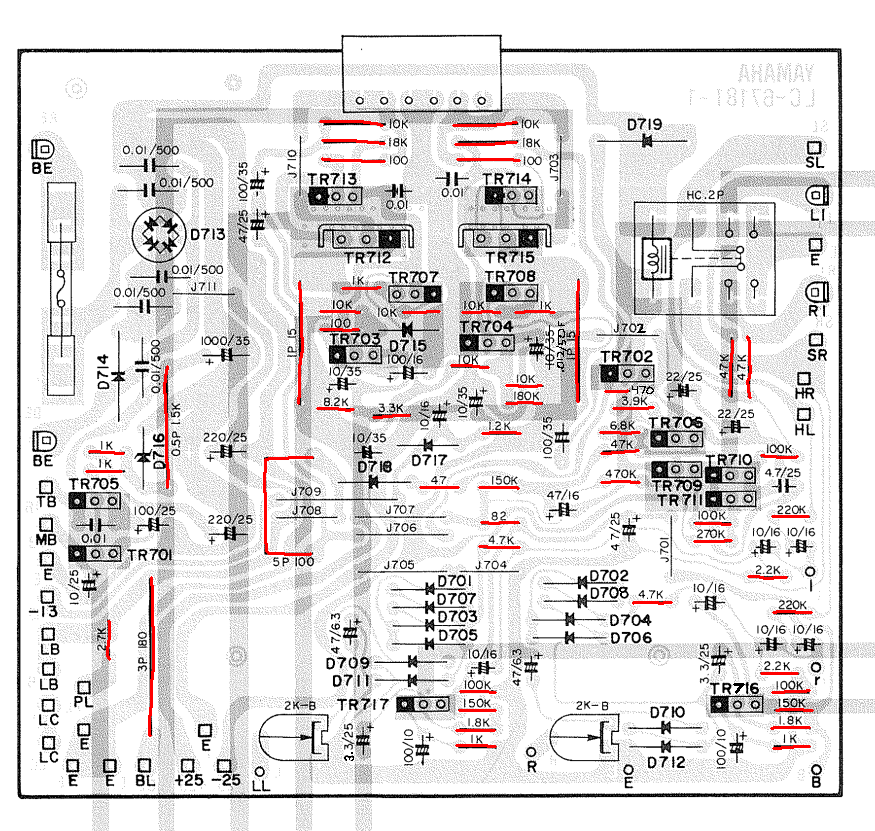 YAMAHA
LC-67181-1
10K
10K
D719
18K
18K
0.01/500
J710
100
100
J703
SL
BE
TR713
TR714
0.01/500
100/35
0.01
0.01
HC.2P
LI
47/25
D713
E
TR712
TR715
0.01/500
J711
1K
TR707
TR708
0.01/500
10K
10K
10K
1K
RI
100
TR703
D715
TR704
J702
1P 15
10/35
1P 15
SR
D714
1000/35
100/16
10K
TR702
47K
47K
0.01/500
10/35
10K
470
22/25
HR
0.5P 1.5K
8.2K
3.3K
10/16
10/35
180K
3.9K
HL
22/25
1.2K
6.8K
TR706
BE
1K
D716
220/25
10/35
D717
100/35
47K
100K
1K
D718
TR710
TR705
47
150K
470K
TR709
4.7/25
TB
J709
TR711
100/25
J708
J707
47/16
100K
220K
MB
0.01
220/25
J706
82
4.7/25
270K
10/16
10/16
TR701
4.7K
J701
E
5P 100
J705
J704
2.2K
I
10/25
D701
D702
-13
D707
D708
4.7K
10/16
220K
D703
D704
LB
2.7K
3P 180
47/6.3
D705
D706
10/16
10/16
D709
10/16
47/6.3
3.3/25
2.2K
r
LB
D711
100K
TR716
100K
PL
2K-B
TR717
150K
2K-B
150K
LC
D710
1.8K
1.8K
E
E
3.3/25
100/10
1K
D712
100/10
1K
LC
E
E
BL
+25
-25
LL
R
E
B